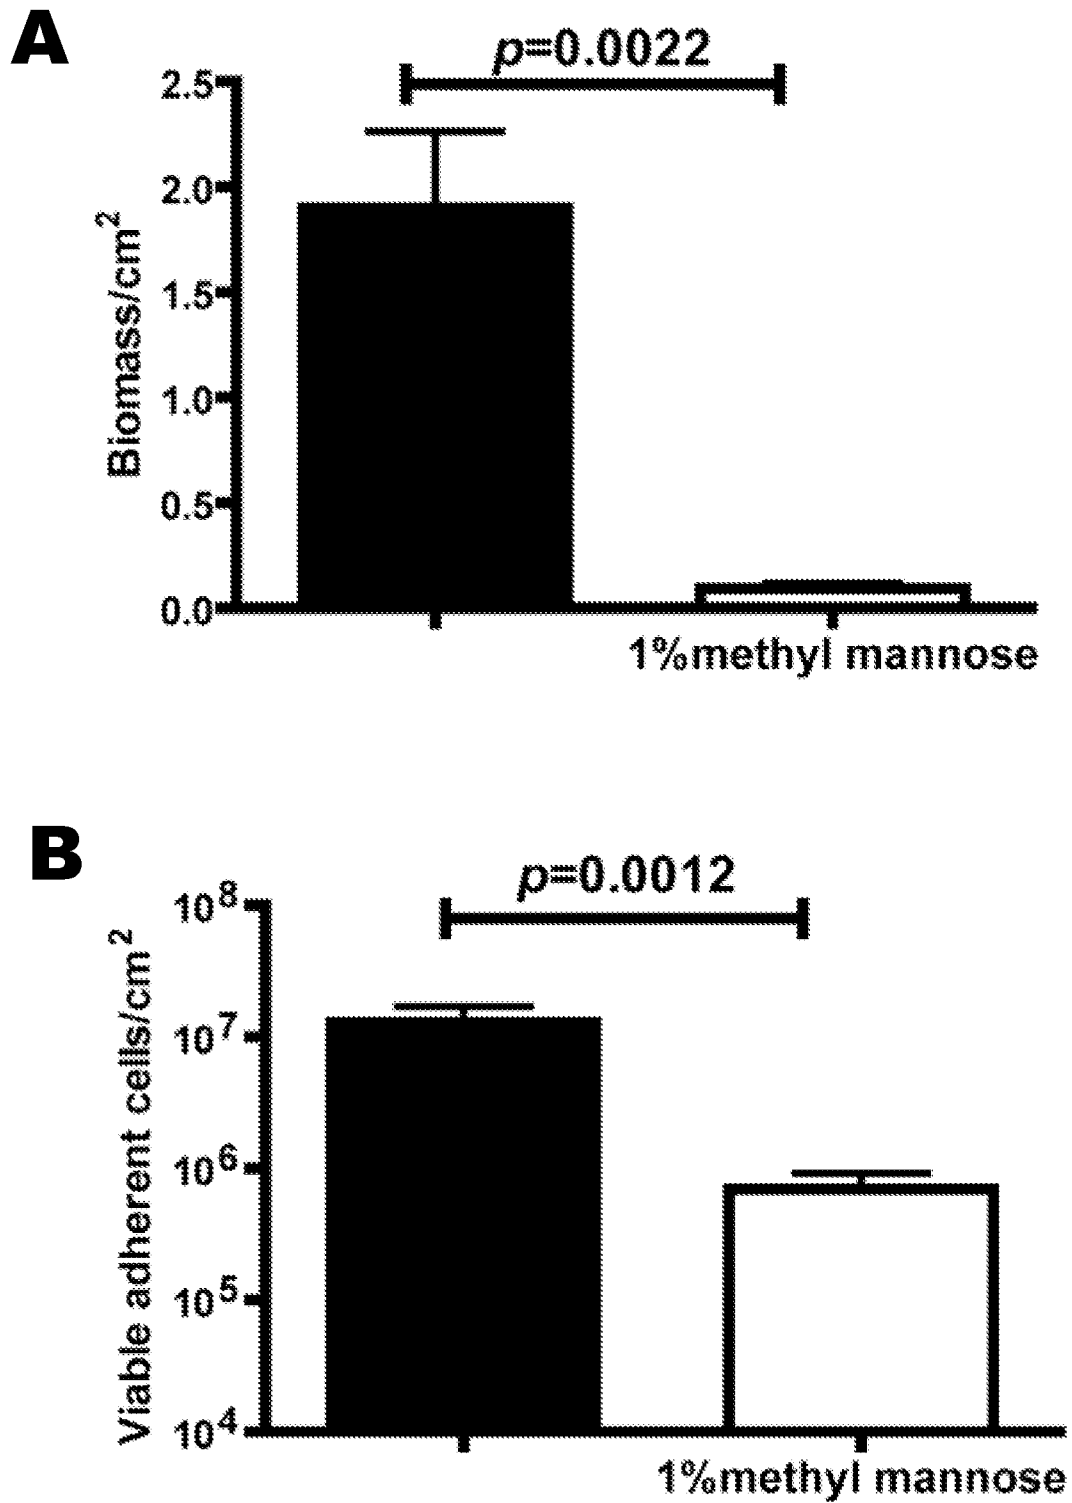 A
p=0.0022
2.5
2.0
1.5
1.0
0.5
0.0
Biomass/cm²
1%methyl mannose
B
p=0.0012
10⁸
10⁷
10⁶
10⁵
10⁴
Viable adherent cells/cm²
1%methyl mannose